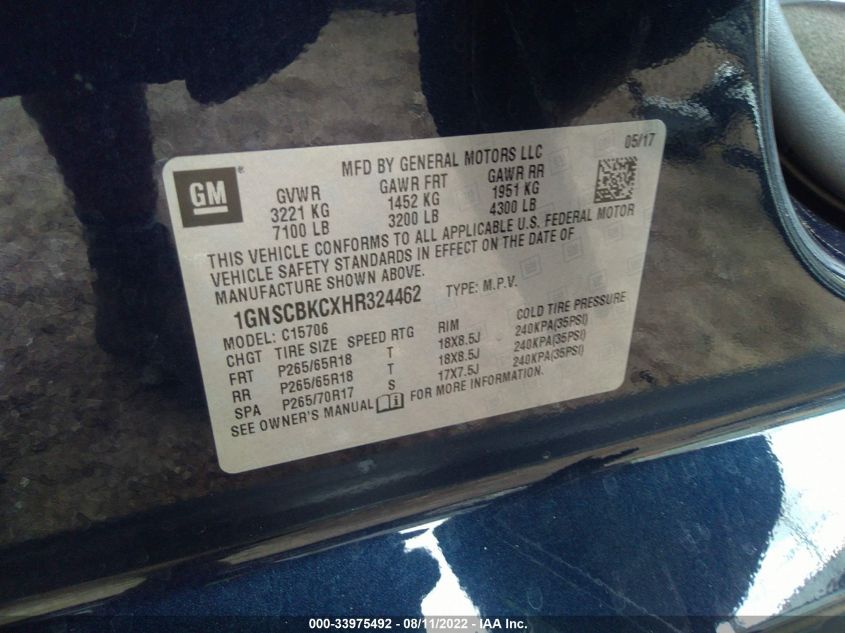 GM
MFD BY GENERAL MOTORS LLC
05/17
GVWR GAWR FRT GAWR RR
3221 KG 1452 KG 1951 KG
7100 LB 3200 LB 4300 LB
THIS VEHICLE CONFORMS TO ALL APPLICABLE U.S. FEDERAL MOTOR
VEHICLE SAFETY STANDARDS IN EFFECT ON THE DATE OF
MANUFACTURE SHOWN ABOVE.
1GNSCBKCXHR324462 TYPE: M.P.V.
MODEL: C15706
CHGT TIRE SIZE SPEED RTG RIM COLD TIRE PRESSURE
FRT P265/65R18 T 18X8.5J 240KPA(35PSI)
RR P265/65R18 T 18X8.5J 240KPA(35PSI)
SPA P265/70R17 S 17X7.5J 240KPA(35PSI)
SEE OWNER'S MANUAL FOR MORE INFORMATION.
000-33975492 - 08/11/2022 - IAA Inc.